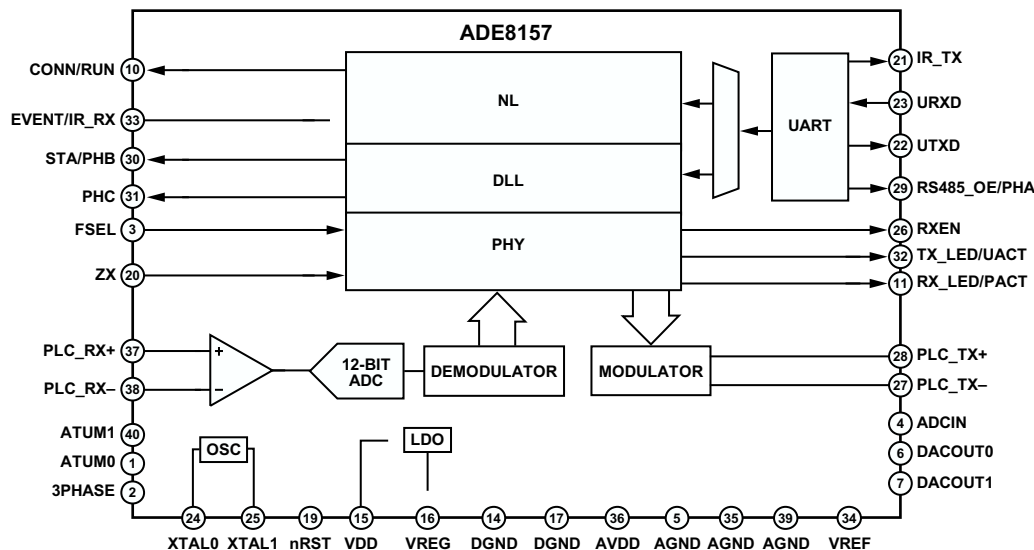 ADE8157
CONN/RUN 10
EVENT/IR_RX 33
STA/PHB 30
PHC 31
FSEL 3
ZX 20
PLC_RX+ 37
PLC_RX– 38
ATUM1 40
ATUM0 1
3PHASE 2
NL
DLL
PHY
UART
21 IR_TX
23 URXD
22 UTXD
29 RS485_OE/PHA
26 RXEN
32 TX_LED/UACT
11 RX_LED/PACT
+
–
12-BIT
ADC
DEMODULATOR
MODULATOR
28 PLC_TX+
27 PLC_TX–
4 ADCIN
6 DACOUT0
7 DACOUT1
OSC
LDO
24 25 19 15 16 14 17 36 5 35 39 34
XTAL0 XTAL1 nRST VDD VREG DGND DGND AVDD AGND AGND AGND VREF